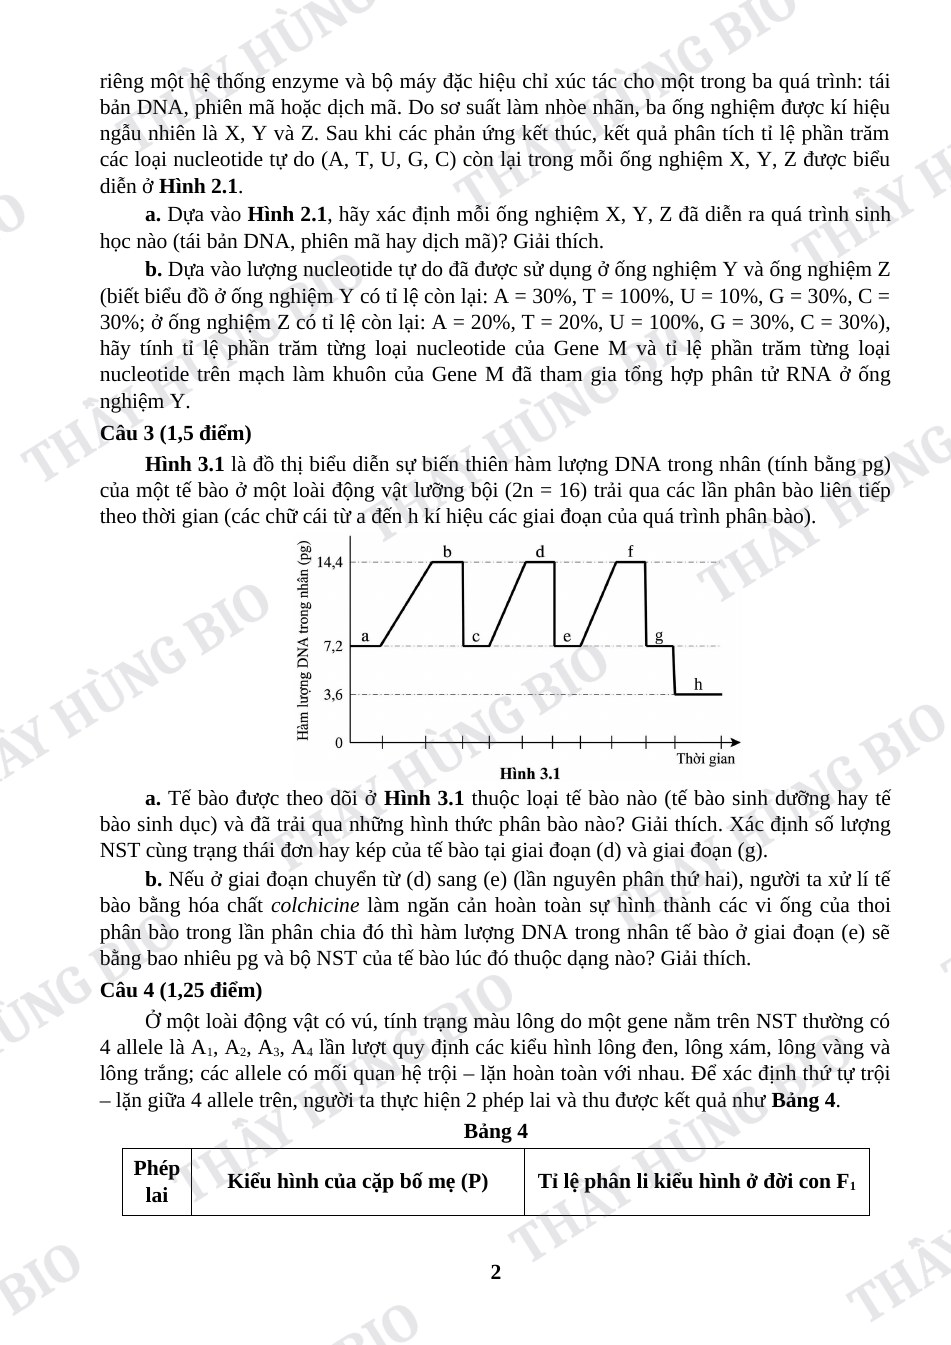 riêng một hệ thống enzyme và bộ máy đặc hiệu chỉ xúc tác cho một trong ba quá trình: tái
bản DNA, phiên mã hoặc dịch mã. Do sơ suất làm nhòe nhãn, ba ống nghiệm được kí hiệu
ngẫu nhiên là X, Y và Z. Sau khi các phản ứng kết thúc, kết quả phân tích tỉ lệ phần trăm
các loại nucleotide tự do (A, T, U, G, C) còn lại trong mỗi ống nghiệm X, Y, Z được biểu
diễn ở Hình 2.1.
a. Dựa vào Hình 2.1, hãy xác định mỗi ống nghiệm X, Y, Z đã diễn ra quá trình sinh
học nào (tái bản DNA, phiên mã hay dịch mã)? Giải thích.
b. Dựa vào lượng nucleotide tự do đã được sử dụng ở ống nghiệm Y và ống nghiệm Z
(biết biểu đồ ở ống nghiệm Y có tỉ lệ còn lại: A = 30%, T = 100%, U = 10%, G = 30%, C =
30%; ở ống nghiệm Z có tỉ lệ còn lại: A = 20%, T = 20%, U = 100%, G = 30%, C = 30%),
hãy tính tỉ lệ phần trăm từng loại nucleotide của Gene M và tỉ lệ phần trăm từng loại
nucleotide trên mạch làm khuôn của Gene M đã tham gia tổng hợp phân tử RNA ở ống
nghiệm Y.
Câu 3 (1,5 điểm)
Hình 3.1 là đồ thị biểu diễn sự biến thiên hàm lượng DNA trong nhân (tính bằng pg)
của một tế bào ở một loài động vật lưỡng bội (2n = 16) trải qua các lần phân bào liên tiếp
theo thời gian (các chữ cái từ a đến h kí hiệu các giai đoạn của quá trình phân bào).
Hàm lượng DNA trong nhân (pg)
14,4
7,2
3,6
0
a
b
c
d
e
f
g
h
Thời gian
Hình 3.1
a. Tế bào được theo dõi ở Hình 3.1 thuộc loại tế bào nào (tế bào sinh dưỡng hay tế
bào sinh dục) và đã trải qua những hình thức phân bào nào? Giải thích. Xác định số lượng
NST cùng trạng thái đơn hay kép của tế bào tại giai đoạn (d) và giai đoạn (g).
b. Nếu ở giai đoạn chuyển từ (d) sang (e) (lần nguyên phân thứ hai), người ta xử lí tế
bào bằng hóa chất colchicine làm ngăn cản hoàn toàn sự hình thành các vi ống của thoi
phân bào trong lần phân chia đó thì hàm lượng DNA trong nhân tế bào ở giai đoạn (e) sẽ
bằng bao nhiêu pg và bộ NST của tế bào lúc đó thuộc dạng nào? Giải thích.
Câu 4 (1,25 điểm)
Ở một loài động vật có vú, tính trạng màu lông do một gene nằm trên NST thường có
4 allele là A₁, A₂, A₃, A₄ lần lượt quy định các kiểu hình lông đen, lông xám, lông vàng và
lông trắng; các allele có mối quan hệ trội – lặn hoàn toàn với nhau. Để xác định thứ tự trội
– lặn giữa 4 allele trên, người ta thực hiện 2 phép lai và thu được kết quả như Bảng 4.
Bảng 4
Phép
lai
Kiểu hình của cặp bố mẹ (P)
Tỉ lệ phân li kiểu hình ở đời con F₁
2
THẦY HÙNG BIO